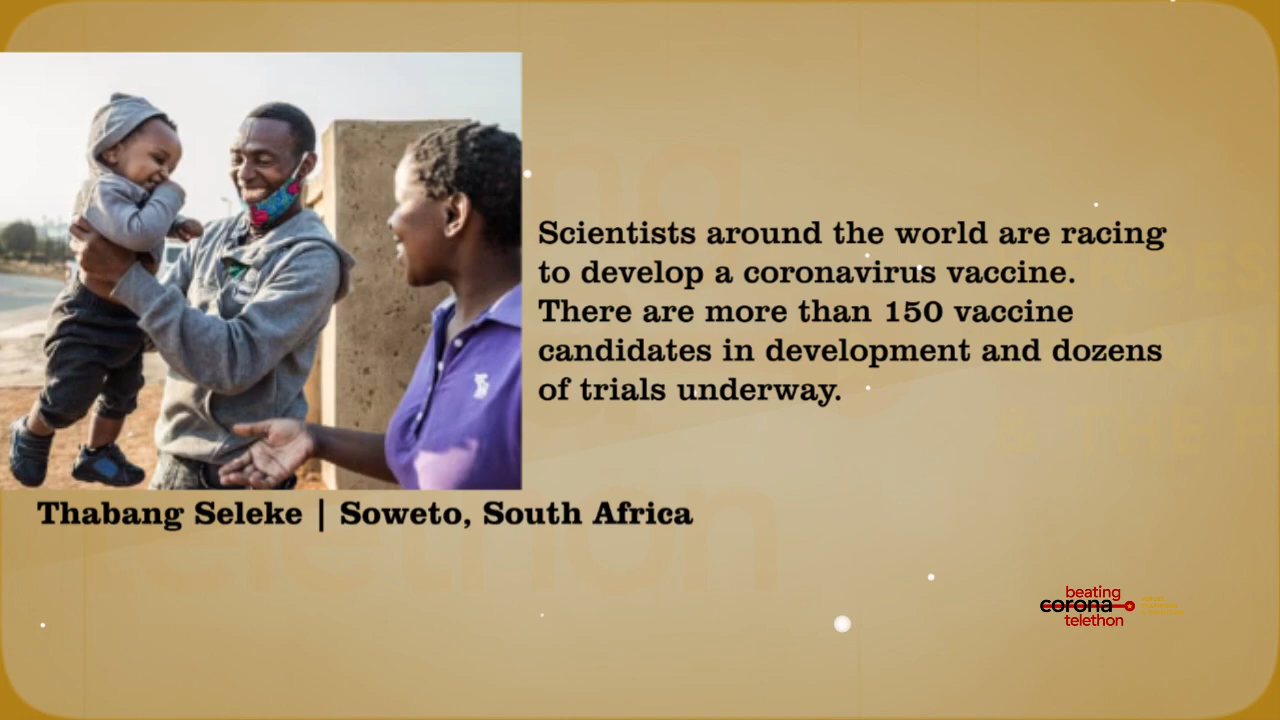 Scientists around the world are racing
to develop a coronavirus vaccine.
There are more than 150 vaccine
candidates in development and dozens
of trials underway.
Thabang Seleke | Soweto, South Africa
beating
corona
telethon